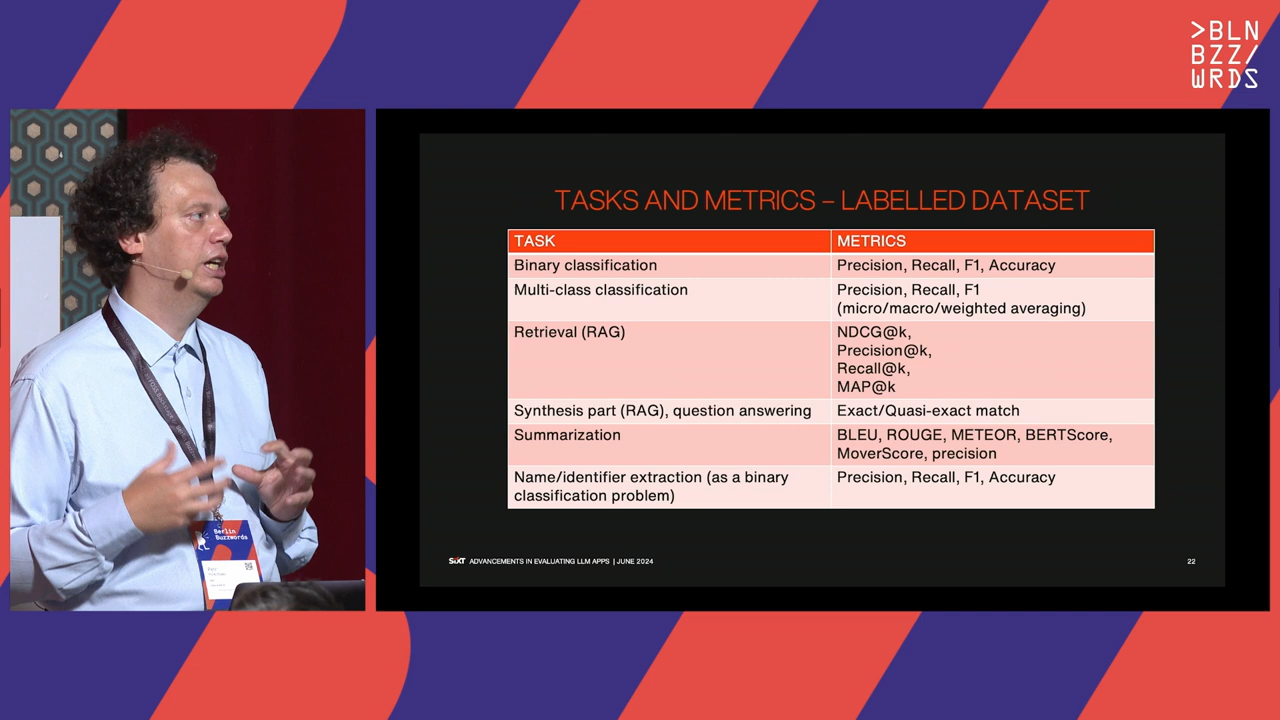 >BLN
BZZ/
WRDS
TASKS AND METRICS – LABELLED DATASET
TASK
METRICS
Binary classification
Precision, Recall, F1, Accuracy
Multi-class classification
Precision, Recall, F1
(micro/macro/weighted averaging)
Retrieval (RAG)
NDCG@k,
Precision@k,
Recall@k,
MAP@k
Synthesis part (RAG), question answering
Exact/Quasi-exact match
Summarization
BLEU, ROUGE, METEOR, BERTScore,
MoverScore, precision
Name/identifier extraction (as a binary
classification problem)
Precision, Recall, F1, Accuracy
SIXT ADVANCEMENTS IN EVALUATING LLM APPS | JUNE 2024
22
Berlin
Buzzwords